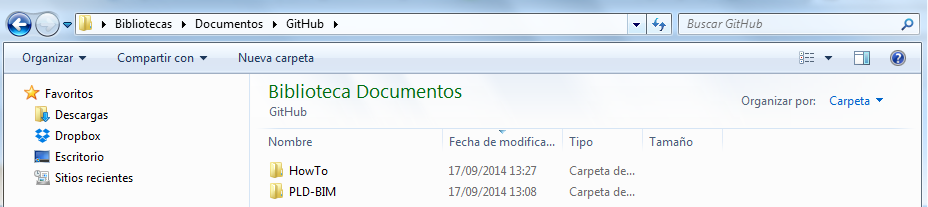 Bibliotecas Documentos GitHub Buscar GitHub
Organizar Compartir con Nueva carpeta
Favoritos
Descargas
Dropbox
Escritorio
Sitios recientes
Biblioteca Documentos
GitHub
Organizar por: Carpeta
Nombre Fecha de modifica... Tipo Tamaño
HowTo 17/09/2014 13:27 Carpeta de...
PLD-BIM 17/09/2014 13:08 Carpeta de...